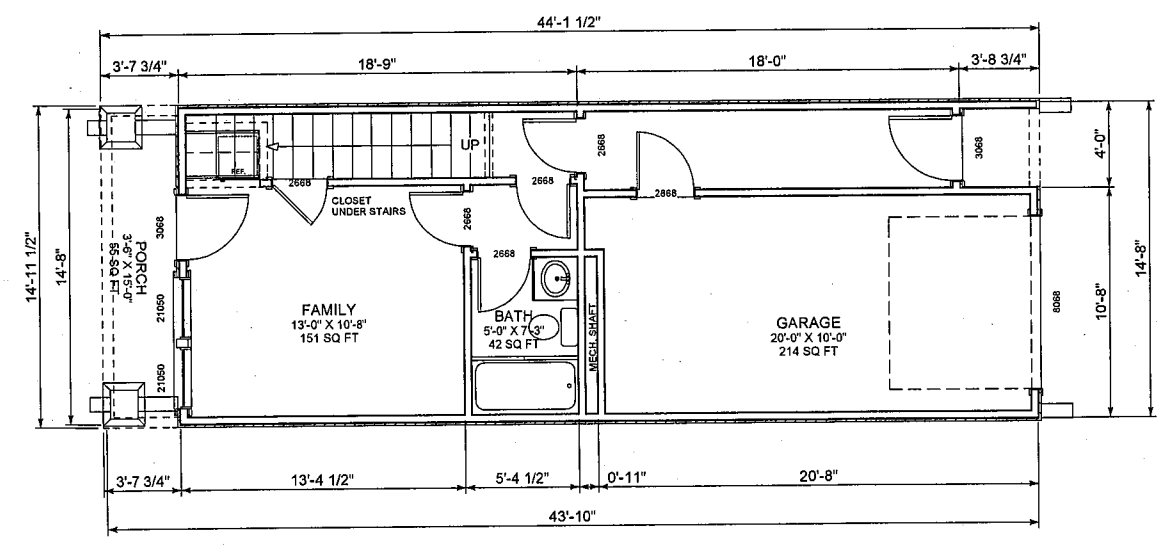 44'-1 1/2"
3'-7 3/4"
18'-9"
18'-0"
3'-8 3/4"
UP
REF.
2668
2668
2668
2868
3068
4'-0"
CLOSET
UNDER STAIRS
2668
2668
3068
PORCH
3'-6" X 15'-0"
55 SQ FT
14'-11 1/2"
14'-8"
21050
21050
FAMILY
13'-0" X 10'-8"
151 SQ FT
BATH
5'-0" X 7'-3"
42 SQ FT
MECH. SHAFT
GARAGE
20'-0" X 10'-0"
214 SQ FT
8068
10'-8"
14'-8"
3'-7 3/4"
13'-4 1/2"
5'-4 1/2"
0'-11"
20'-8"
43'-10"